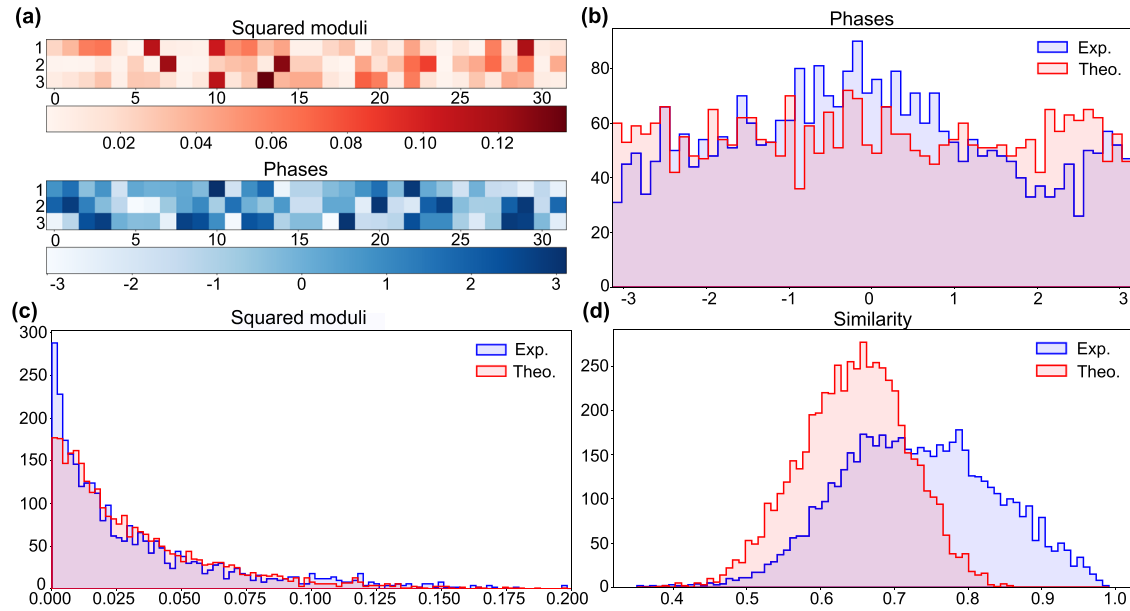 (a)
Squared moduli
1
2
3
0 5 10 15 20 25 30
0.02 0.04 0.06 0.08 0.10 0.12
Phases
1
2
3
0 5 10 15 20 25 30
-3 -2 -1 0 1 2 3
(b)
Phases
Exp.
Theo.
80
60
40
20
0
-3 -2 -1 0 1 2 3
(c)
Squared moduli
Exp.
Theo.
300
250
200
150
100
50
0
0.000 0.025 0.050 0.075 0.100 0.125 0.150 0.175 0.200
(d)
Similarity
Exp.
Theo.
250
200
150
100
50
0
0.4 0.5 0.6 0.7 0.8 0.9 1.0